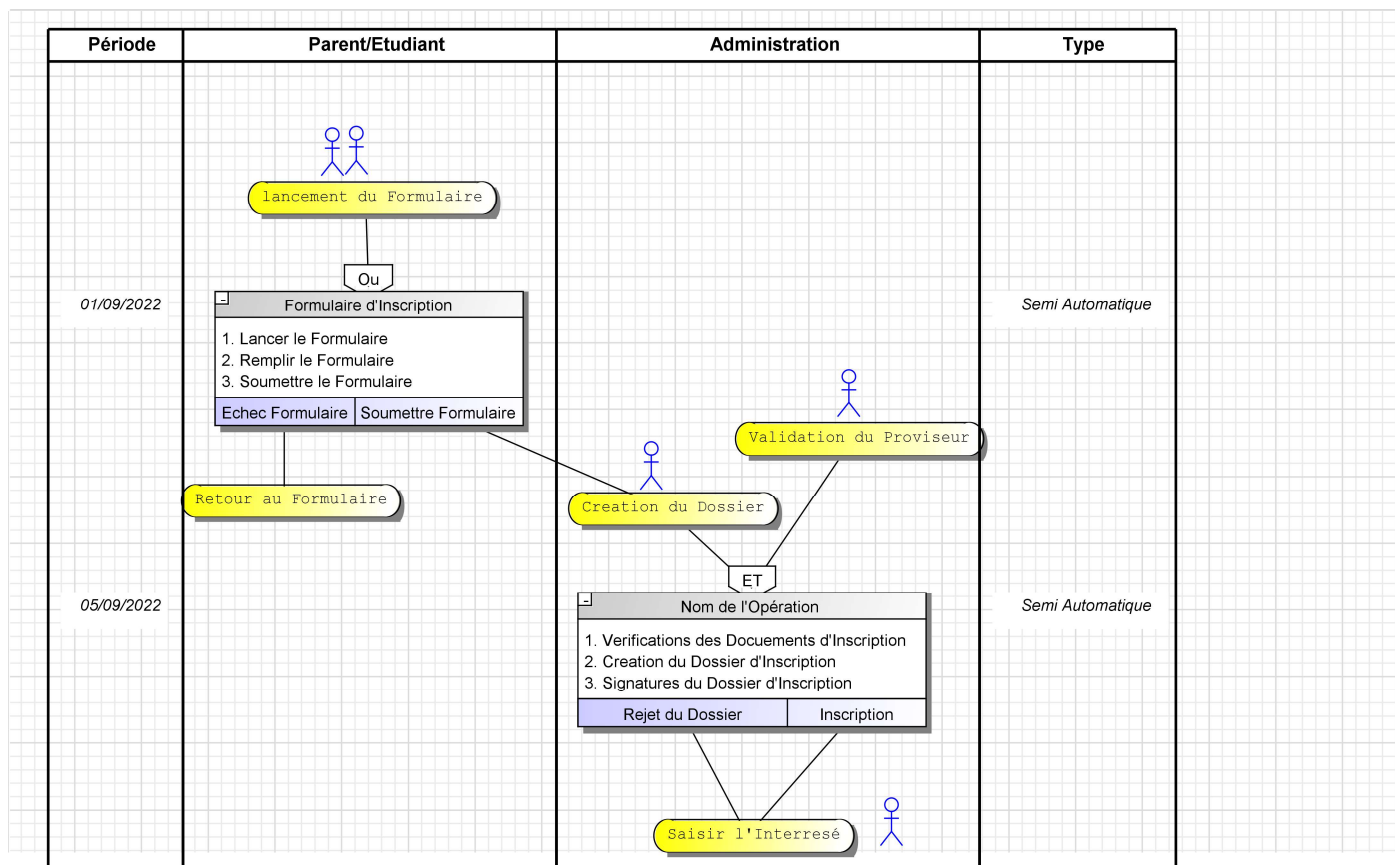 Période
Parent/Etudiant
Administration
Type
lancement du Formulaire
Ou
01/09/2022
Formulaire d'Inscription
Semi Automatique
1. Lancer le Formulaire
2. Remplir le Formulaire
3. Soumettre le Formulaire
Echec Formulaire
Soumettre Formulaire
Validation du Proviseur
Retour au Formulaire
Creation du Dossier
ET
05/09/2022
Nom de l'Opération
Semi Automatique
1. Verifications des Docuements d'Inscription
2. Creation du Dossier d'Inscription
3. Signatures du Dossier d'Inscription
Rejet du Dossier
Inscription
Saisir l'Interresé